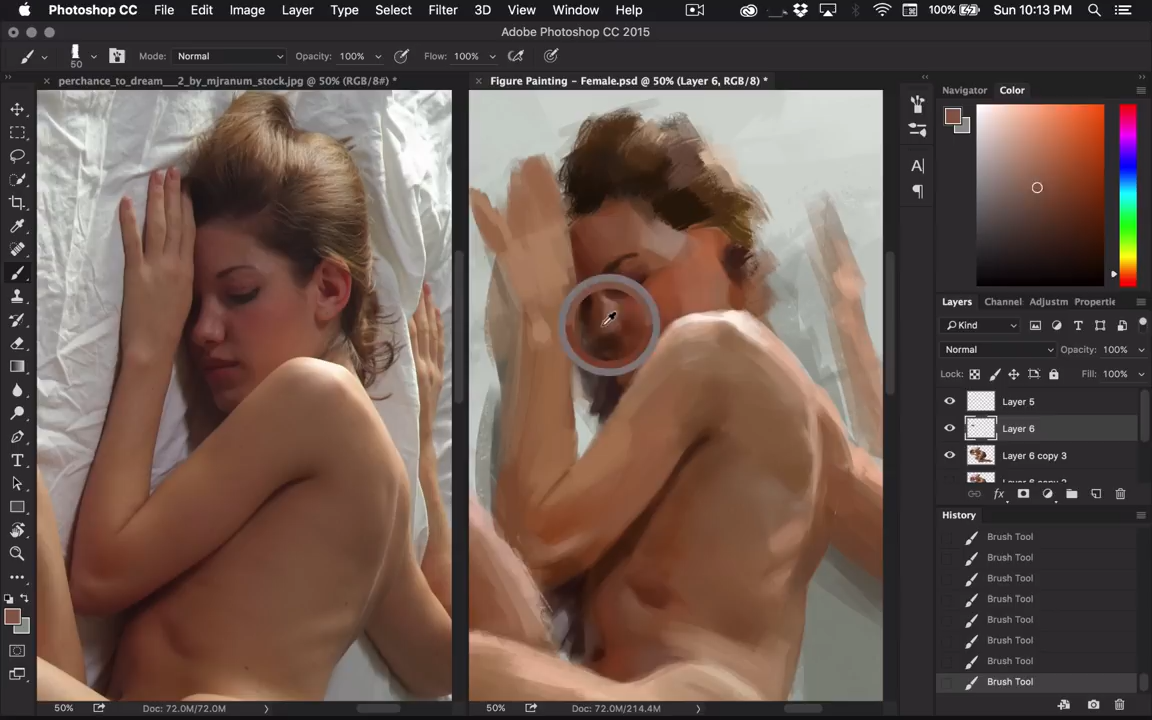 Photoshop CC File Edit Image Layer Type Select Filter 3D View Window Help 100% Sun 10:13 PM
Adobe Photoshop CC 2015
50 Mode: Normal Opacity: 100% Flow: 100%
× perchance_to_dream__2_by_mjranum_stock.jpg @ 50% (RGB/8#) * × Figure Painting – Female.psd @ 50% (Layer 6, RGB/8) *
Navigator Color
Layers Channel Adjustm Propertie
Kind
Normal Opacity: 100%
Lock: Fill: 100%
Layer 5
Layer 6
Layer 6 copy 3
History
Brush Tool
Brush Tool
Brush Tool
Brush Tool
Brush Tool
Brush Tool
Brush Tool
Brush Tool
50% Doc: 72.0M/72.0M 50% Doc: 72.0M/214.4M